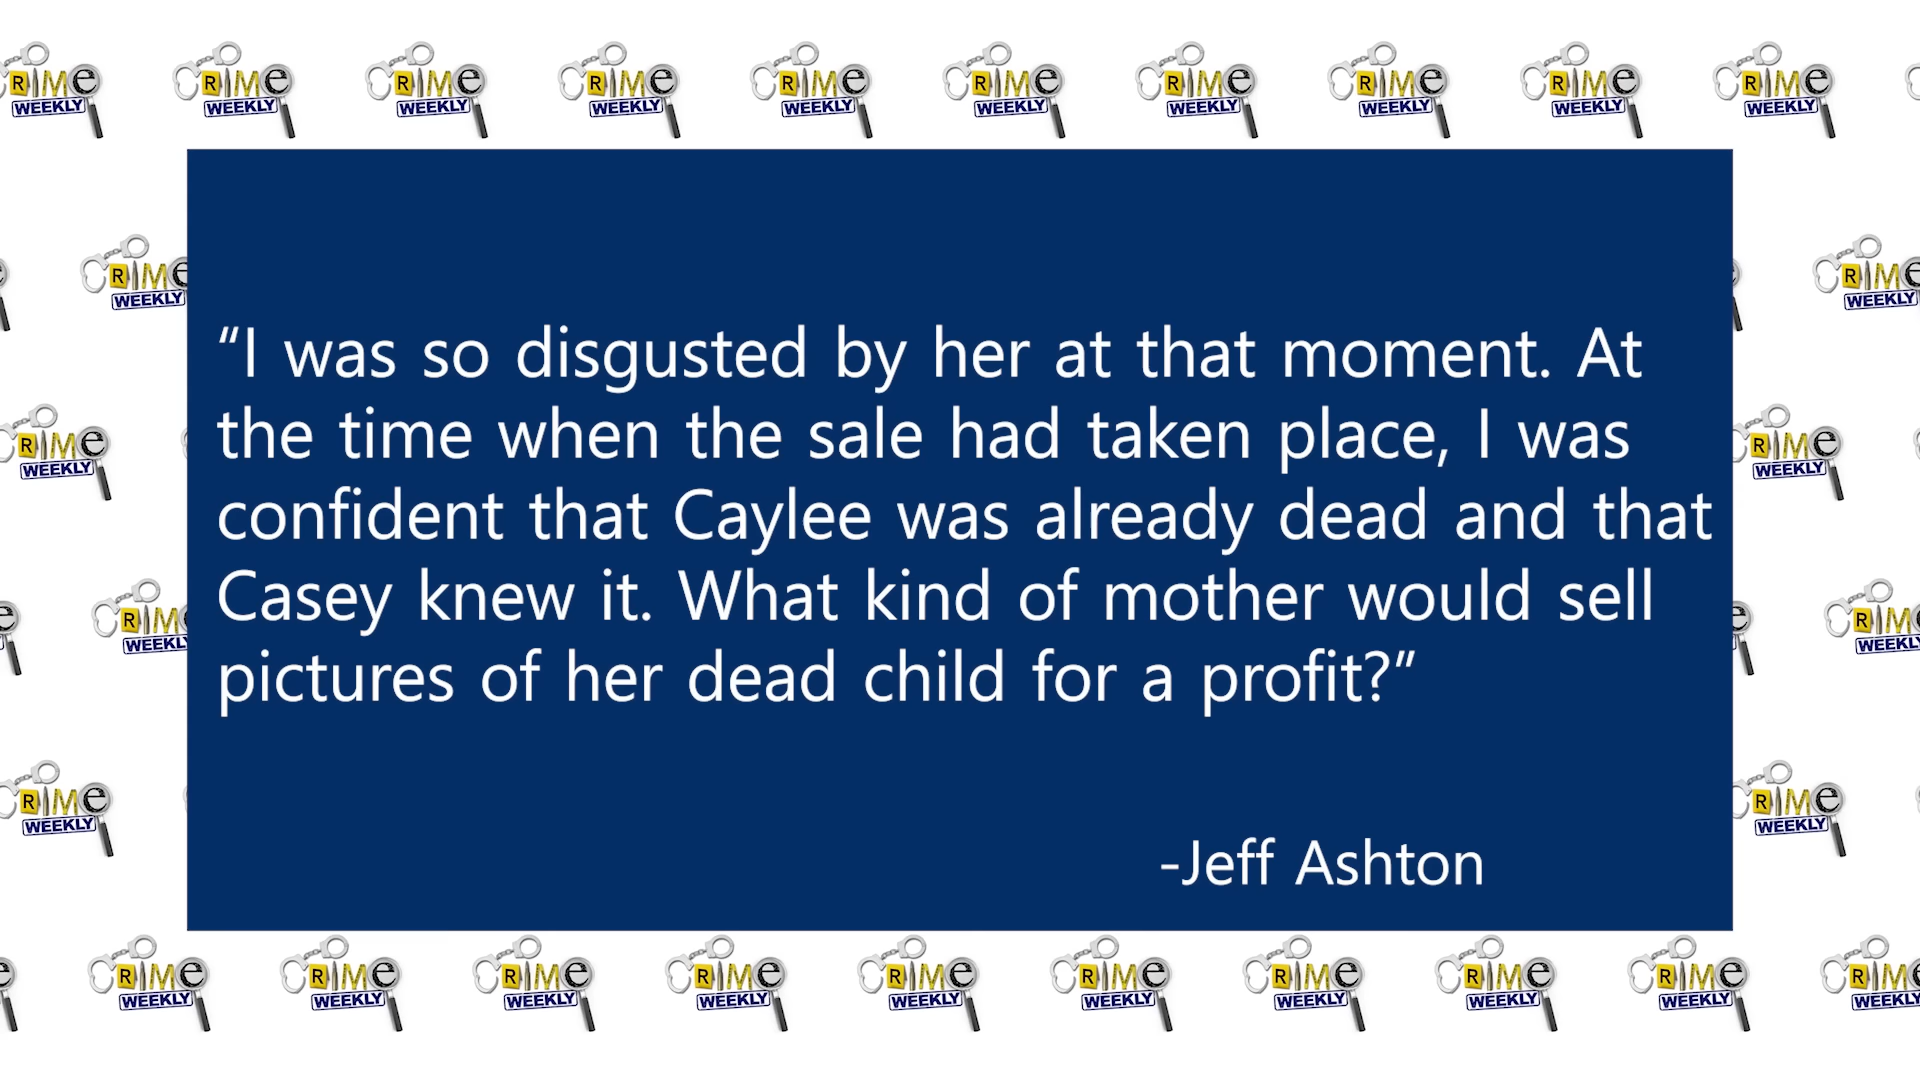 “I was so disgusted by her at that moment. At
the time when the sale had taken place, I was
confident that Caylee was already dead and that
Casey knew it. What kind of mother would sell
pictures of her dead child for a profit?”
-Jeff Ashton
CRIMe
WEEKLY